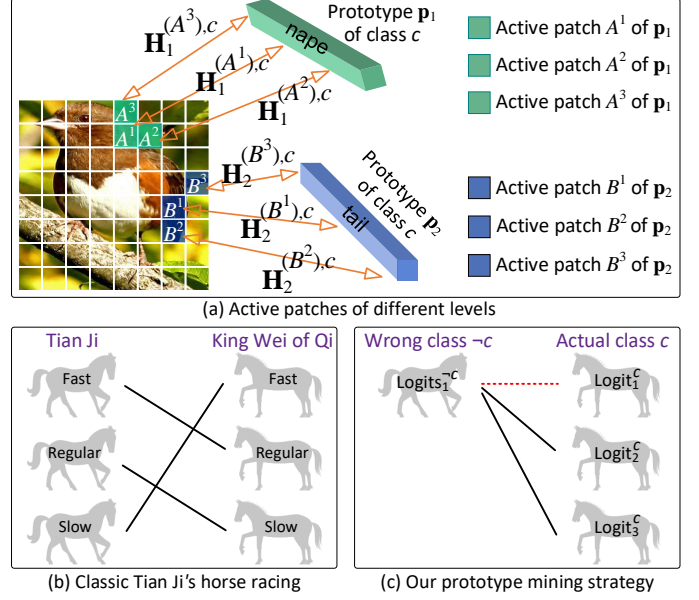 Prototype p₁
of class c
nape
H₁^(A³),c
H₁^(A¹),c
H₁^(A²),c
Active patch A¹ of p₁
Active patch A² of p₁
Active patch A³ of p₁
A³
A¹ A²
B³
B¹
B²
H₂^(B³),c
H₂^(B¹),c
H₂^(B²),c
Prototype p₂
of class c
tail
Active patch B¹ of p₂
Active patch B² of p₂
Active patch B³ of p₂
(a) Active patches of different levels
Tian Ji King Wei of Qi
Fast Fast
Regular Regular
Slow Slow
(b) Classic Tian Ji's horse racing
Wrong class ¬c Actual class c
Logits₁^¬c Logit₁^c
Logit₂^c
Logit₃^c
(c) Our prototype mining strategy